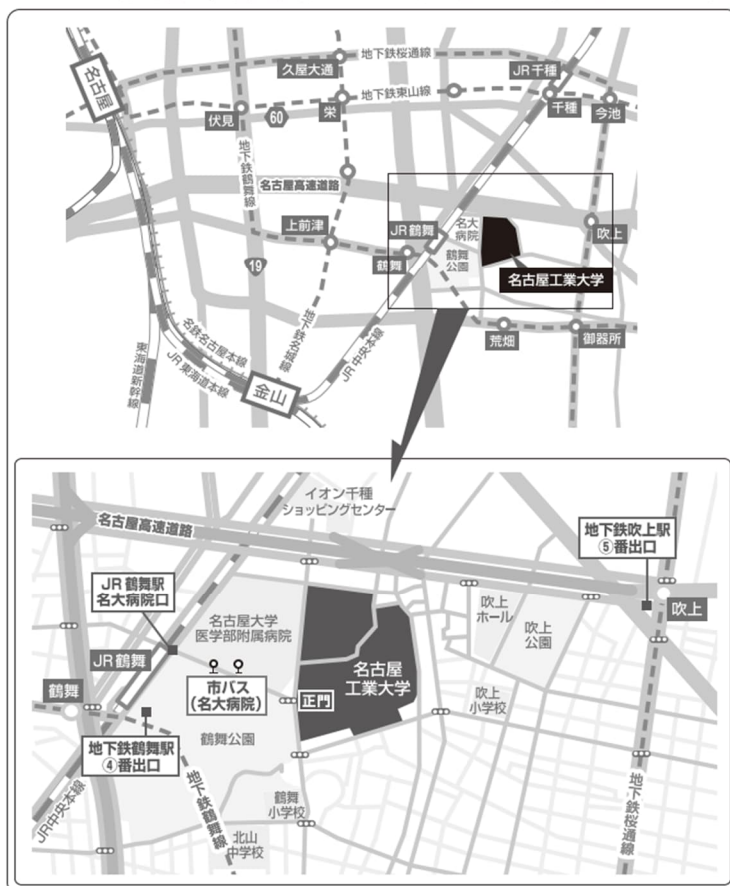 地下鉄桜通線
久屋大通
JR千種
名古屋
地下鉄東山線
栄
千種
今池
伏見
60
地下鉄鶴舞線
名古屋高速道路
上前津
JR鶴舞
名大
病院
吹上
鶴舞
鶴舞
公園
19
名古屋工業大学
地下鉄名城線
JR中央本線
荒畑
御器所
名鉄名古屋本線
JR東海道本線
東海道新幹線
金山
イオン千種
ショッピングセンター
名古屋高速道路
地下鉄吹上駅
⑤番出口
JR鶴舞駅
名大病院口
吹上
吹上
ホール
吹上
公園
名古屋大学
医学部附属病院
JR鶴舞
名古屋
工業大学
市バス
(名大病院)
鶴舞
正門
吹上
小学校
地下鉄鶴舞駅
④番出口
鶴舞公園
JR中央本線
地下鉄鶴舞線
鶴舞
小学校
北山
中学校
地下鉄桜通線